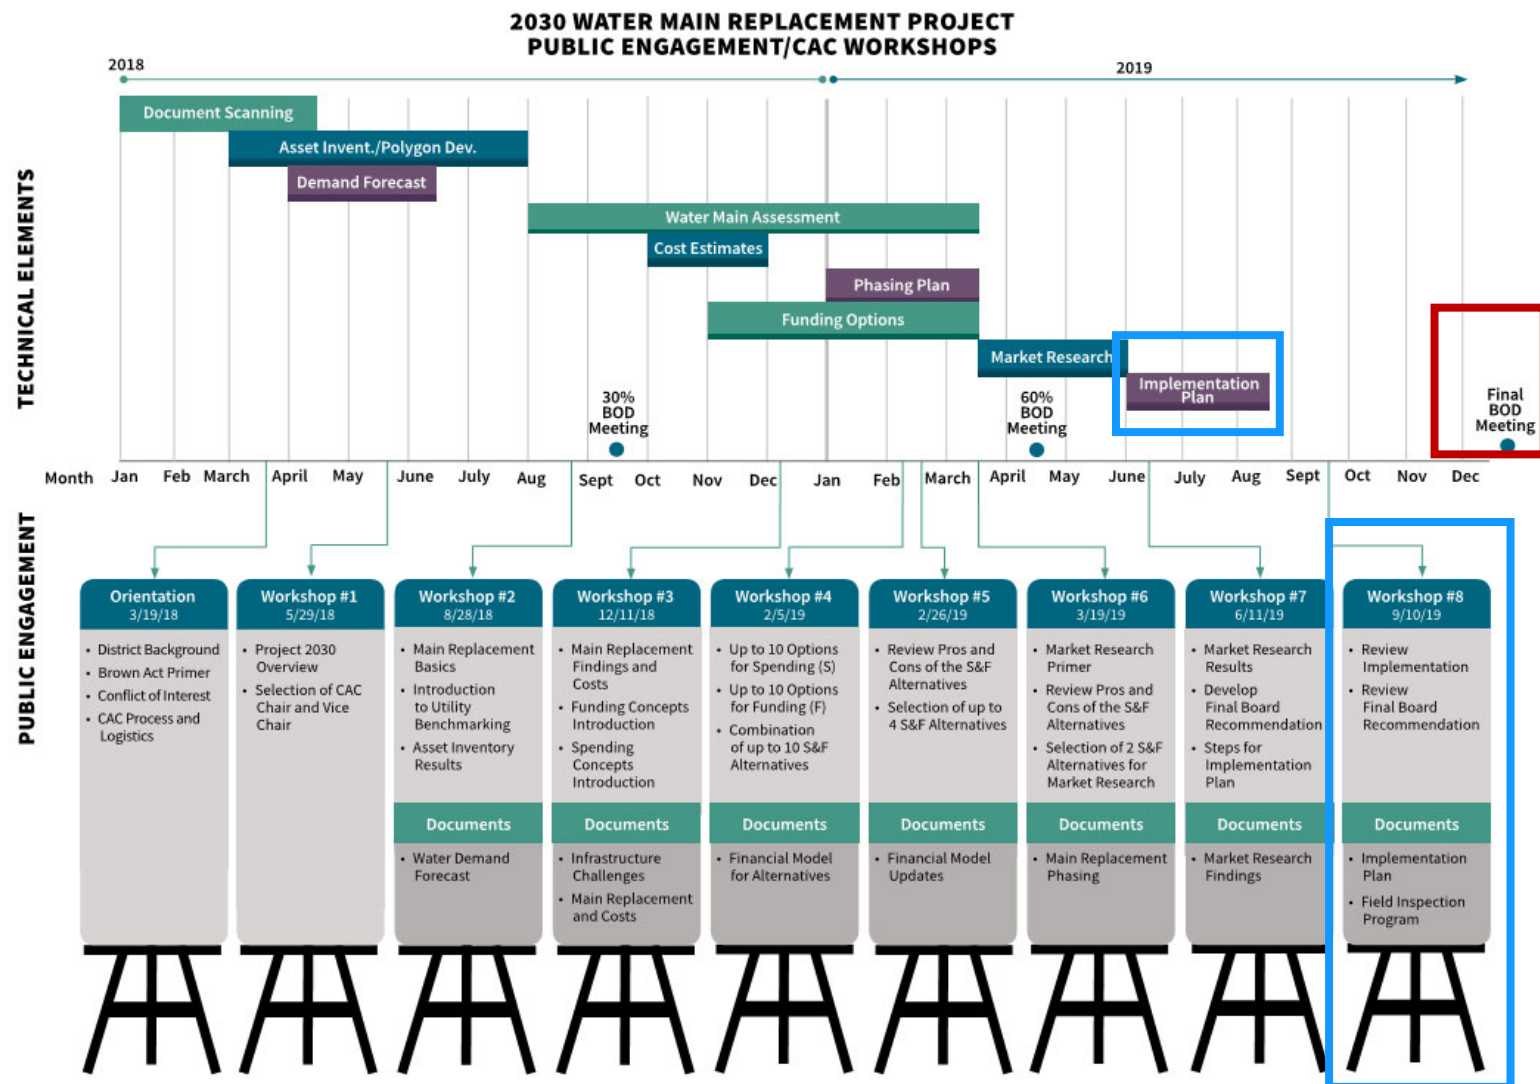 2030 WATER MAIN REPLACEMENT PROJECT
PUBLIC ENGAGEMENT/CAC WORKSHOPS
2018
2019
TECHNICAL ELEMENTS
Document Scanning
Asset Invent./Polygon Dev.
Demand Forecast
Water Main Assessment
Cost Estimates
Phasing Plan
Funding Options
Market Research
Implementation
Plan
30%
BOD
Meeting
60%
BOD
Meeting
Final
BOD
Meeting
Month Jan Feb March April May June July Aug Sept Oct Nov Dec Jan Feb March April May June July Aug Sept Oct Nov Dec
PUBLIC ENGAGEMENT
Orientation
3/19/18
• District Background
• Brown Act Primer
• Conflict of Interest
• CAC Process and
Logistics
Workshop #1
5/29/18
• Project 2030
Overview
• Selection of CAC
Chair and Vice
Chair
Workshop #2
8/28/18
• Main Replacement
Basics
• Introduction
to Utility
Benchmarking
• Asset Inventory
Results
Documents
• Water Demand
Forecast
Workshop #3
12/11/18
• Main Replacement
Findings and
Costs
• Funding Concepts
Introduction
• Spending
Concepts
Introduction
Documents
• Infrastructure
Challenges
• Main Replacement
and Costs
Workshop #4
2/5/19
• Up to 10 Options
for Spending (S)
• Up to 10 Options
for Funding (F)
• Combination
of up to 10 S&F
Alternatives
Documents
• Financial Model
for Alternatives
Workshop #5
2/26/19
• Review Pros and
Cons of the S&F
Alternatives
• Selection of up to
4 S&F Alternatives
Documents
• Financial Model
Updates
Workshop #6
3/19/19
• Market Research
Primer
• Review Pros and
Cons of the S&F
Alternatives
• Selection of 2 S&F
Alternatives for
Market Research
Documents
• Main Replacement
Phasing
Workshop #7
6/11/19
• Market Research
Results
• Develop
Final Board
Recommendation
• Steps for
Implementation
Plan
Documents
• Market Research
Findings
Workshop #8
9/10/19
• Review
Implementation
• Review
Final Board
Recommendation
Documents
• Implementation
Plan
• Field Inspection
Program